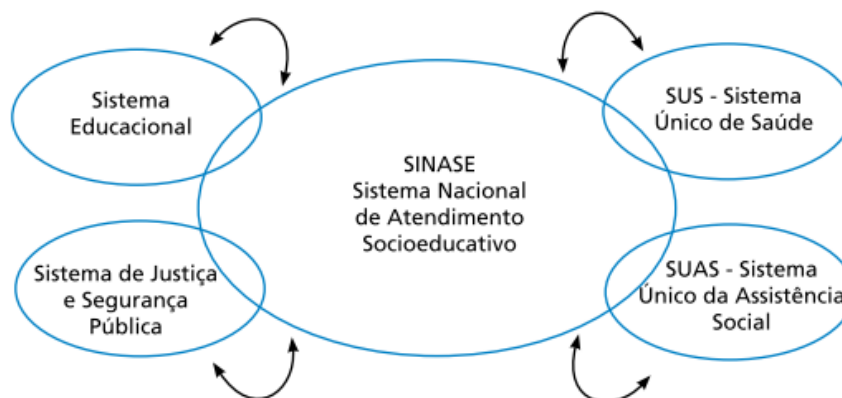 Sistema
Educacional
SUS - Sistema
Único de Saúde
SINASE
Sistema Nacional
de Atendimento
Socioeducativo
Sistema de Justiça
e Segurança
Pública
SUAS - Sistema
Único da Assistência
Social